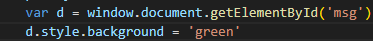 var d = window.document.getElementById('msg')
d.style.background = 'green'